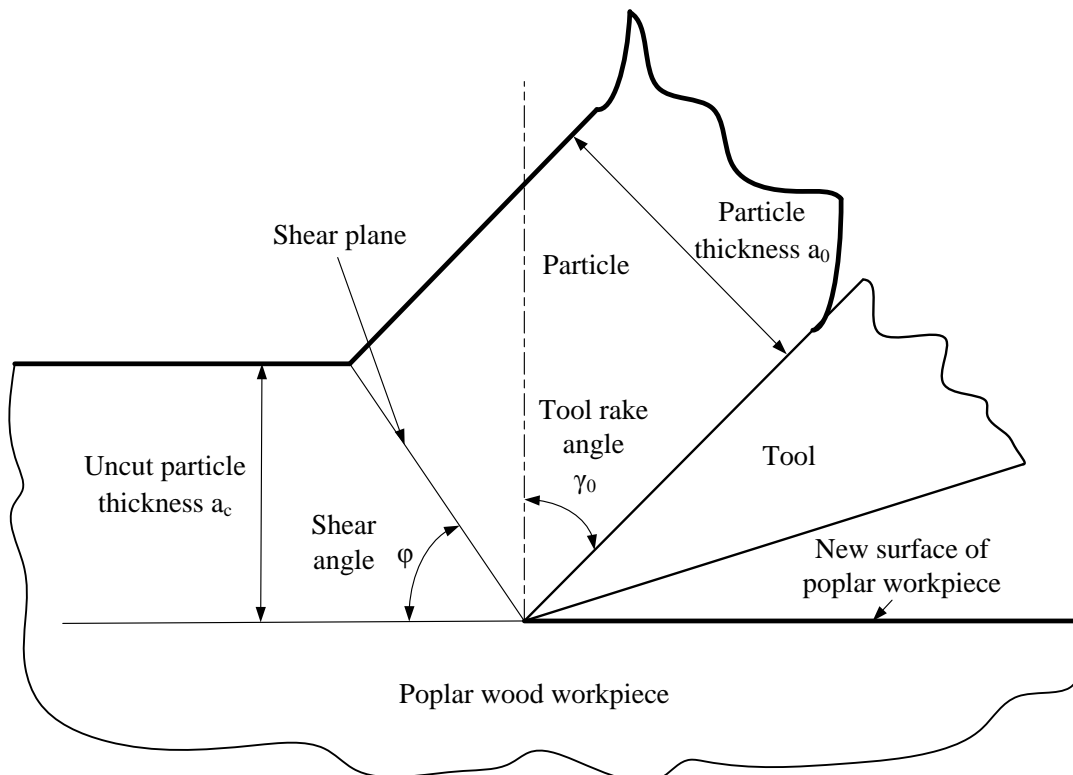 Shear plane
Particle
Particle
thickness a₀
Uncut particle
thickness a_c
Tool rake
angle
γ₀
Tool
Shear
angle
φ
New surface of
poplar workpiece
Poplar wood workpiece